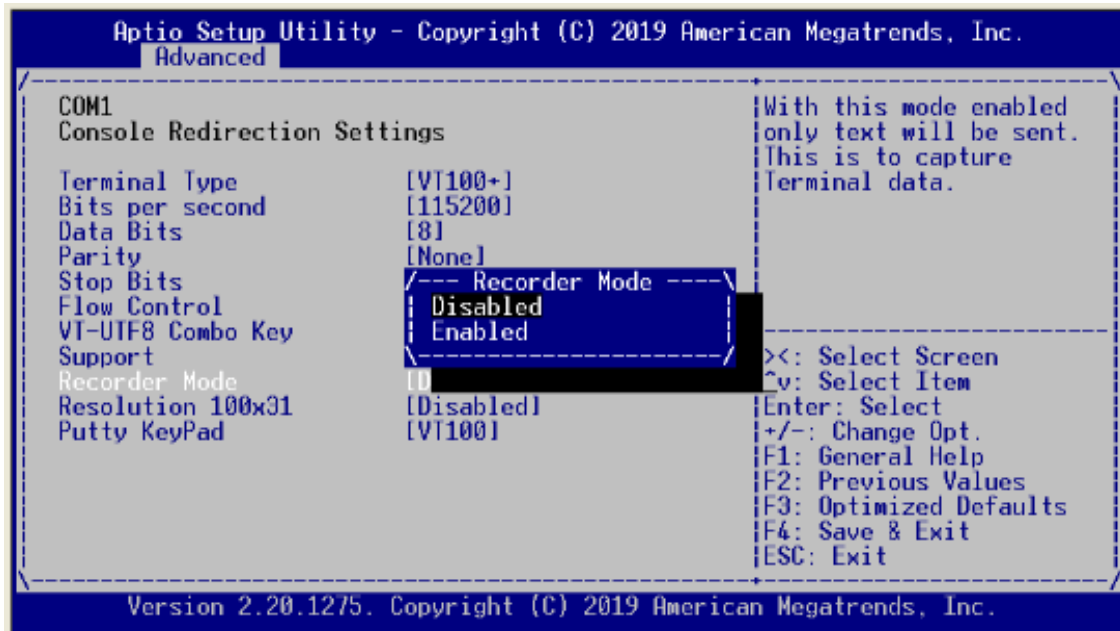 Aptio Setup Utility - Copyright (C) 2019 American Megatrends, Inc.
Advanced
COM1
Console Redirection Settings
Terminal Type [VT100+]
Bits per second [115200]
Data Bits [8]
Parity [None]
Stop Bits
Flow Control
VT-UTF8 Combo Key
Support
Recorder Mode [D
Resolution 100x31 [Disabled]
Putty KeyPad [VT100]
/--- Recorder Mode ----\
Disabled
Enabled
With this mode enabled
only text will be sent.
This is to capture
Terminal data.
><: Select Screen
^v: Select Item
Enter: Select
+/-: Change Opt.
F1: General Help
F2: Previous Values
F3: Optimized Defaults
F4: Save & Exit
ESC: Exit
Version 2.20.1275. Copyright (C) 2019 American Megatrends, Inc.